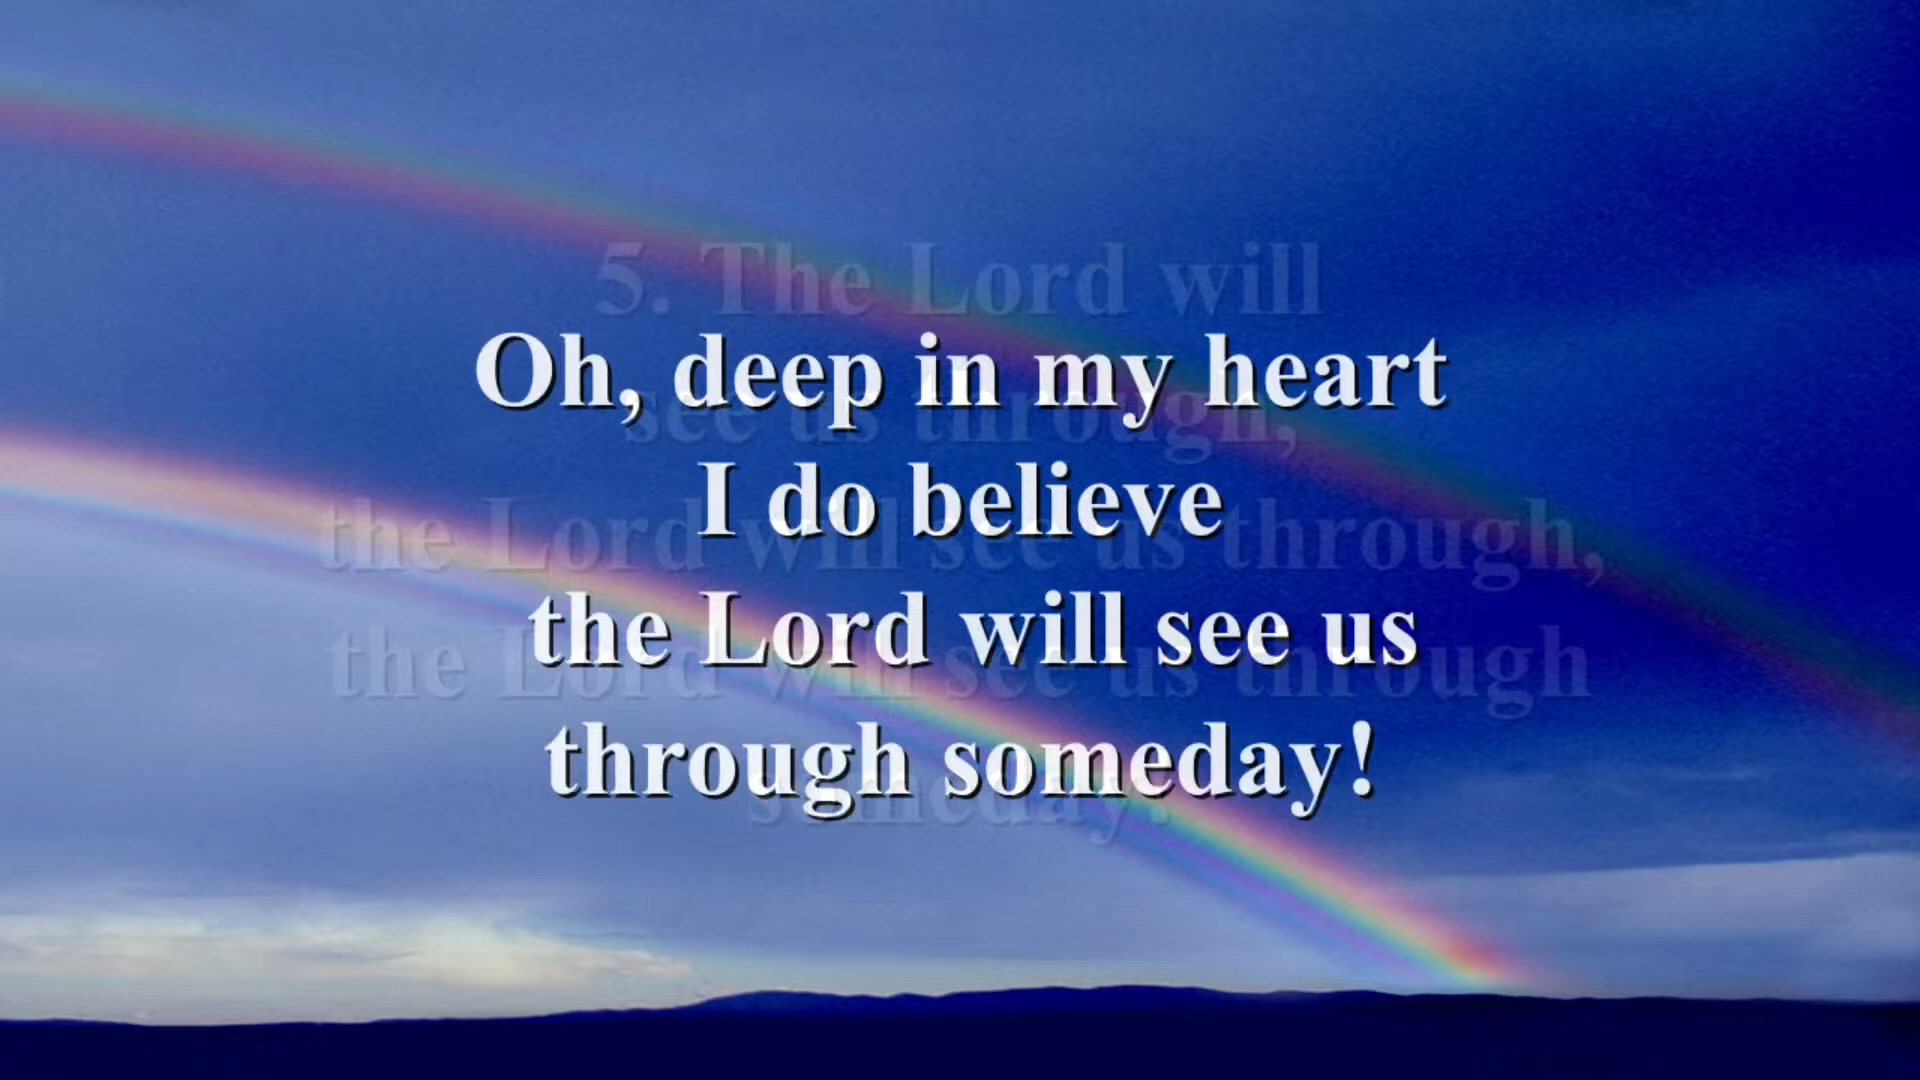 5. The Lord will
see us through,
the Lord will see us through,
the Lord will see us through
someday.
Oh, deep in my heart
I do believe
the Lord will see us
through someday!